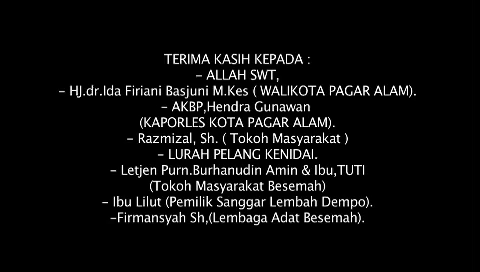 TERIMA KASIH KEPADA :
- ALLAH SWT,
- HJ.dr.Ida Firiani Basjuni M.Kes ( WALIKOTA PAGAR ALAM).
- AKBP,Hendra Gunawan
(KAPORLES KOTA PAGAR ALAM).
- Razmizal, Sh. ( Tokoh Masyarakat )
- LURAH PELANG KENIDAI.
- Letjen Purn.Burhanudin Amin & Ibu,TUTI
(Tokoh Masyarakat Besemah)
- Ibu Lilut (Pemilik Sanggar Lembah Dempo).
-Firmansyah Sh,(Lembaga Adat Besemah).